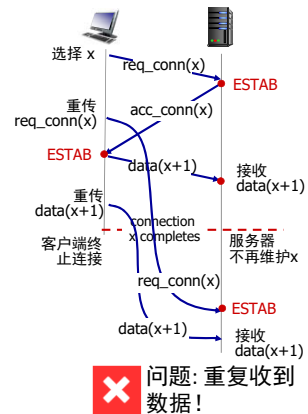 选择 x
req_conn(x)
ESTAB
重传
req_conn(x)
acc_conn(x)
ESTAB
data(x+1)
接收
data(x+1)
重传
data(x+1)
connection
x completes
客户端终
止连接
服务器
不再维护x
req_conn(x)
ESTAB
data(x+1)
接收
data(x+1)
问题: 重复收到
数据！